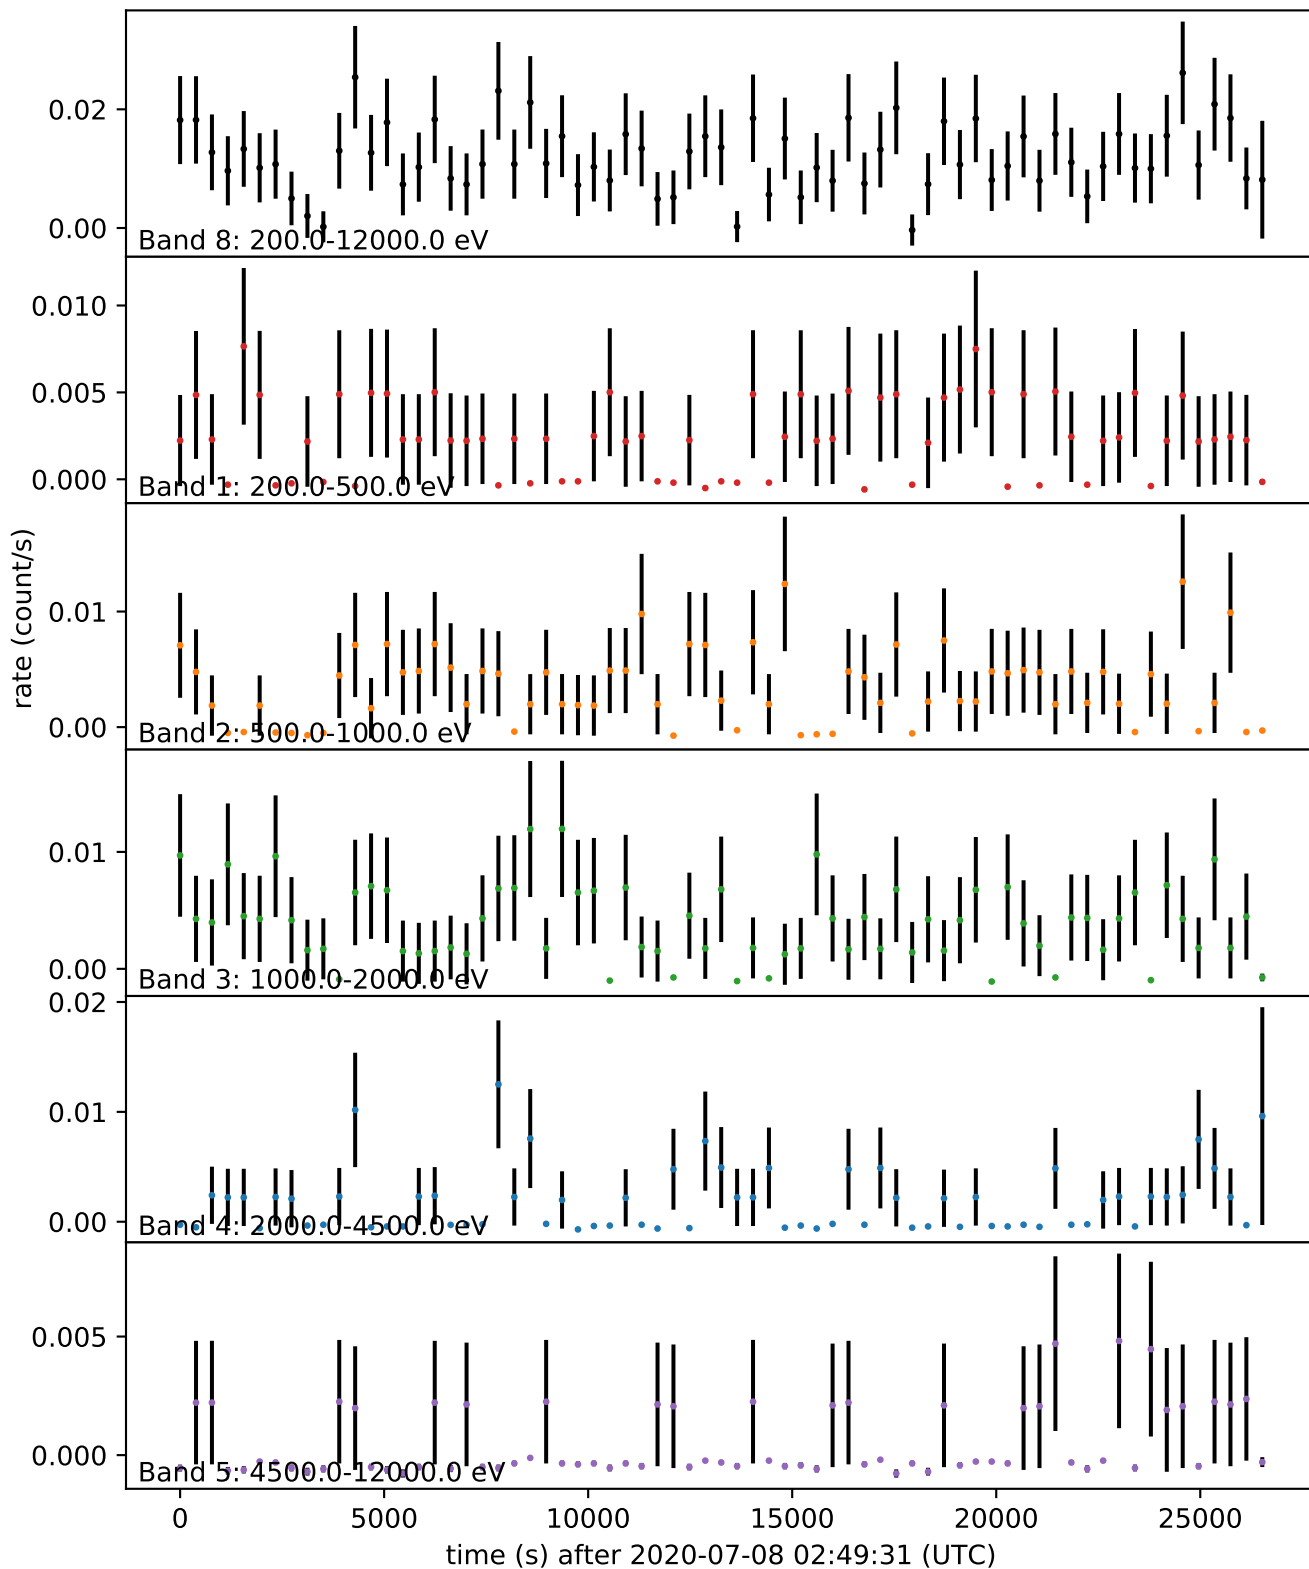 0.02
0.00
Band 8: 200.0-12000.0 eV
0.010
0.005
0.000
Band 1: 200.0-500.0 eV
rate (count/s)
0.01
0.00
Band 2: 500.0-1000.0 eV
0.01
0.00
Band 3: 1000.0-2000.0 eV
0.02
0.01
0.00
Band 4: 2000.0-4500.0 eV
0.005
0.000
Band 5: 4500.0-12000.0 eV
0 5000 10000 15000 20000 25000
time (s) after 2020-07-08 02:49:31 (UTC)